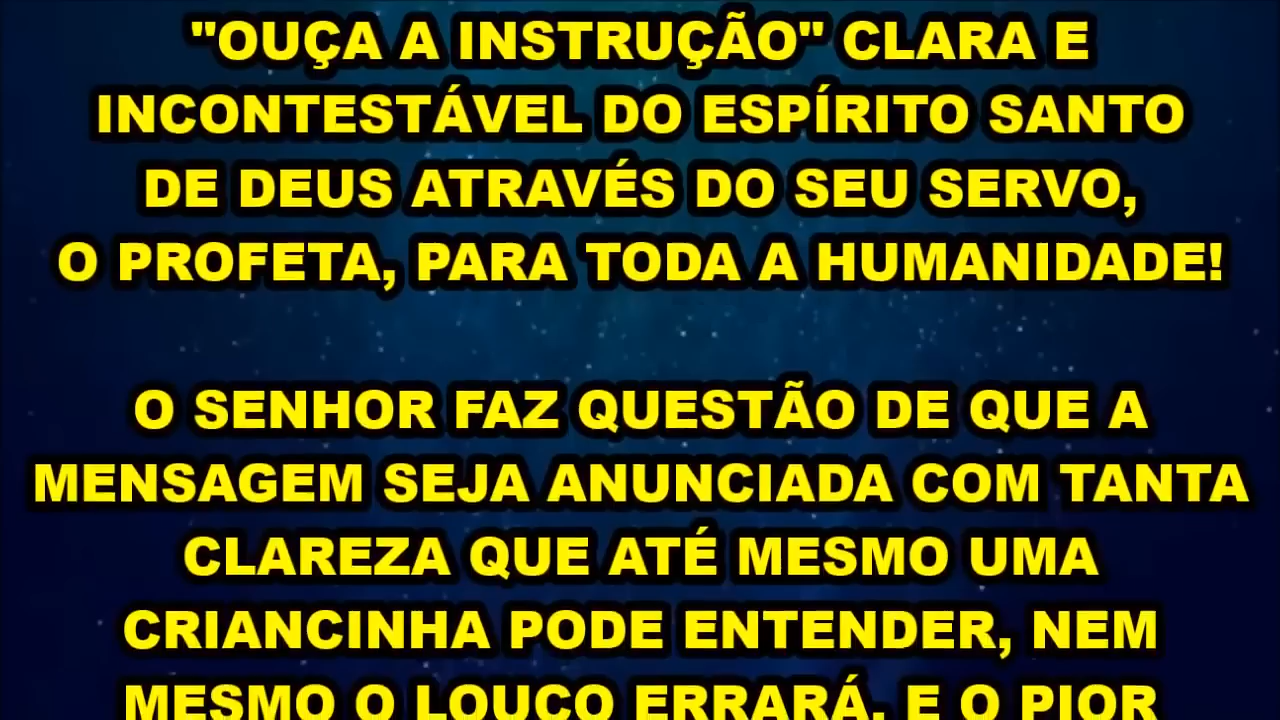 "OUÇA A INSTRUÇÃO" CLARA E
INCONTESTÁVEL DO ESPÍRITO SANTO
DE DEUS ATRAVÉS DO SEU SERVO,
O PROFETA, PARA TODA A HUMANIDADE!
O SENHOR FAZ QUESTÃO DE QUE A
MENSAGEM SEJA ANUNCIADA COM TANTA
CLAREZA QUE ATÉ MESMO UMA
CRIANCINHA PODE ENTENDER, NEM
MESMO O LOUCO ERRARÁ, E O PIOR